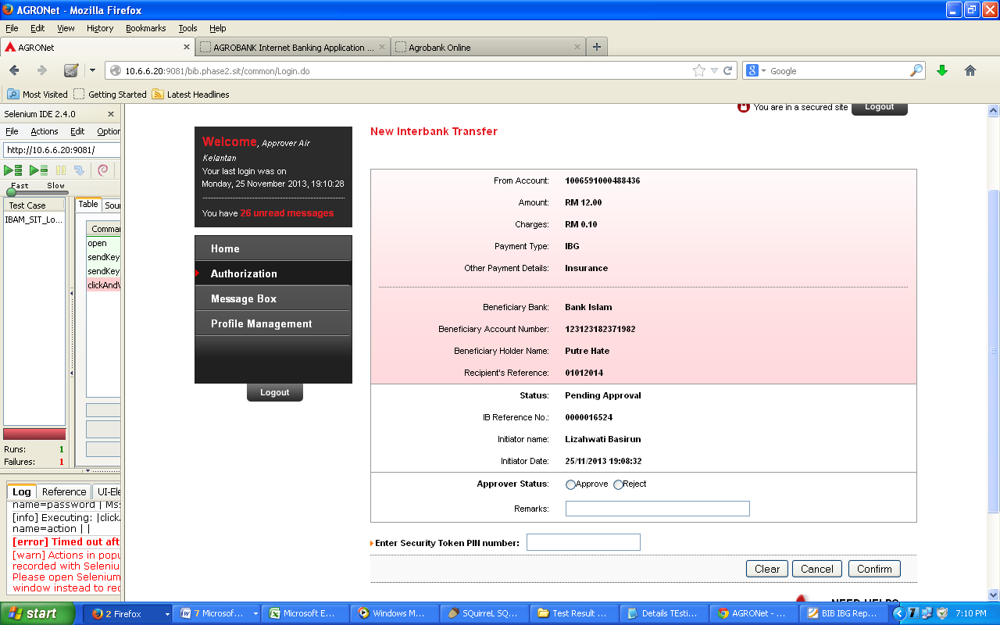 AGRONet - Mozilla Firefox
File Edit View History Bookmarks Tools Help
AGRONet
AGROBANK Internet Banking Application ...
Agrobank Online
10.6.6.20:9081/bib.phase2.sit/common/Login.do
Google
Most Visited Getting Started Latest Headlines
Selenium IDE 2.4.0
File Actions Edit Option
http://10.6.6.20:9081/
Fast Slow
Test Case
IBAM_SIT_Lo...
Table Sour
Comma
open
sendKey
sendKey
clickAndV
Runs: 1
Failures: 1
Log Reference UI-Ele
name=password | Mss
[info] Executing: |click
name=action | |
[error] Timed out aft
[warn] Actions in popu
recorded with Seleniu
Please open Selenium
window instead to rec
You are in a secured site
Logout
Welcome, Approver Air
Kelantan
Your last login was on
Monday, 25 November 2013, 19:10:28
You have 26 unread messages
Home
Authorization
Message Box
Profile Management
Logout
New Interbank Transfer
From Account: 1006591000488436
Amount: RM 12.00
Charges: RM 0.10
Payment Type: IBG
Other Payment Details: Insurance
Beneficiary Bank: Bank Islam
Beneficiary Account Number: 123123182371982
Beneficiary Holder Name: Putre Hate
Recipient's Reference: 01012014
Status: Pending Approval
IB Reference No.: 0000016524
Initiator name: Lizahwati Basirun
Initiator Date: 25/11/2013 19:08:32
Approver Status: Approve Reject
Remarks:
Enter Security Token PIN number:
Clear Cancel Confirm
NEED HELP?
start
2 Firefox
7 Microsof...
Microsoft E...
Windows M...
SQuirreL SQ...
Test Result ...
Details TEsti...
AGRONet - ...
BIB IBG Rep...
7:10 PM